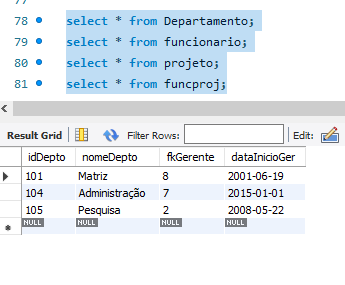 78 select * from Departamento;
79 select * from funcionario;
80 select * from projeto;
81 select * from funcproj;
Result Grid Filter Rows: Edit:
idDepto nomeDepto fkGerente dataInicioGer
101 Matriz 8 2001-06-19
104 Administração 7 2015-01-01
105 Pesquisa 2 2008-05-22
NULL NULL NULL NULL